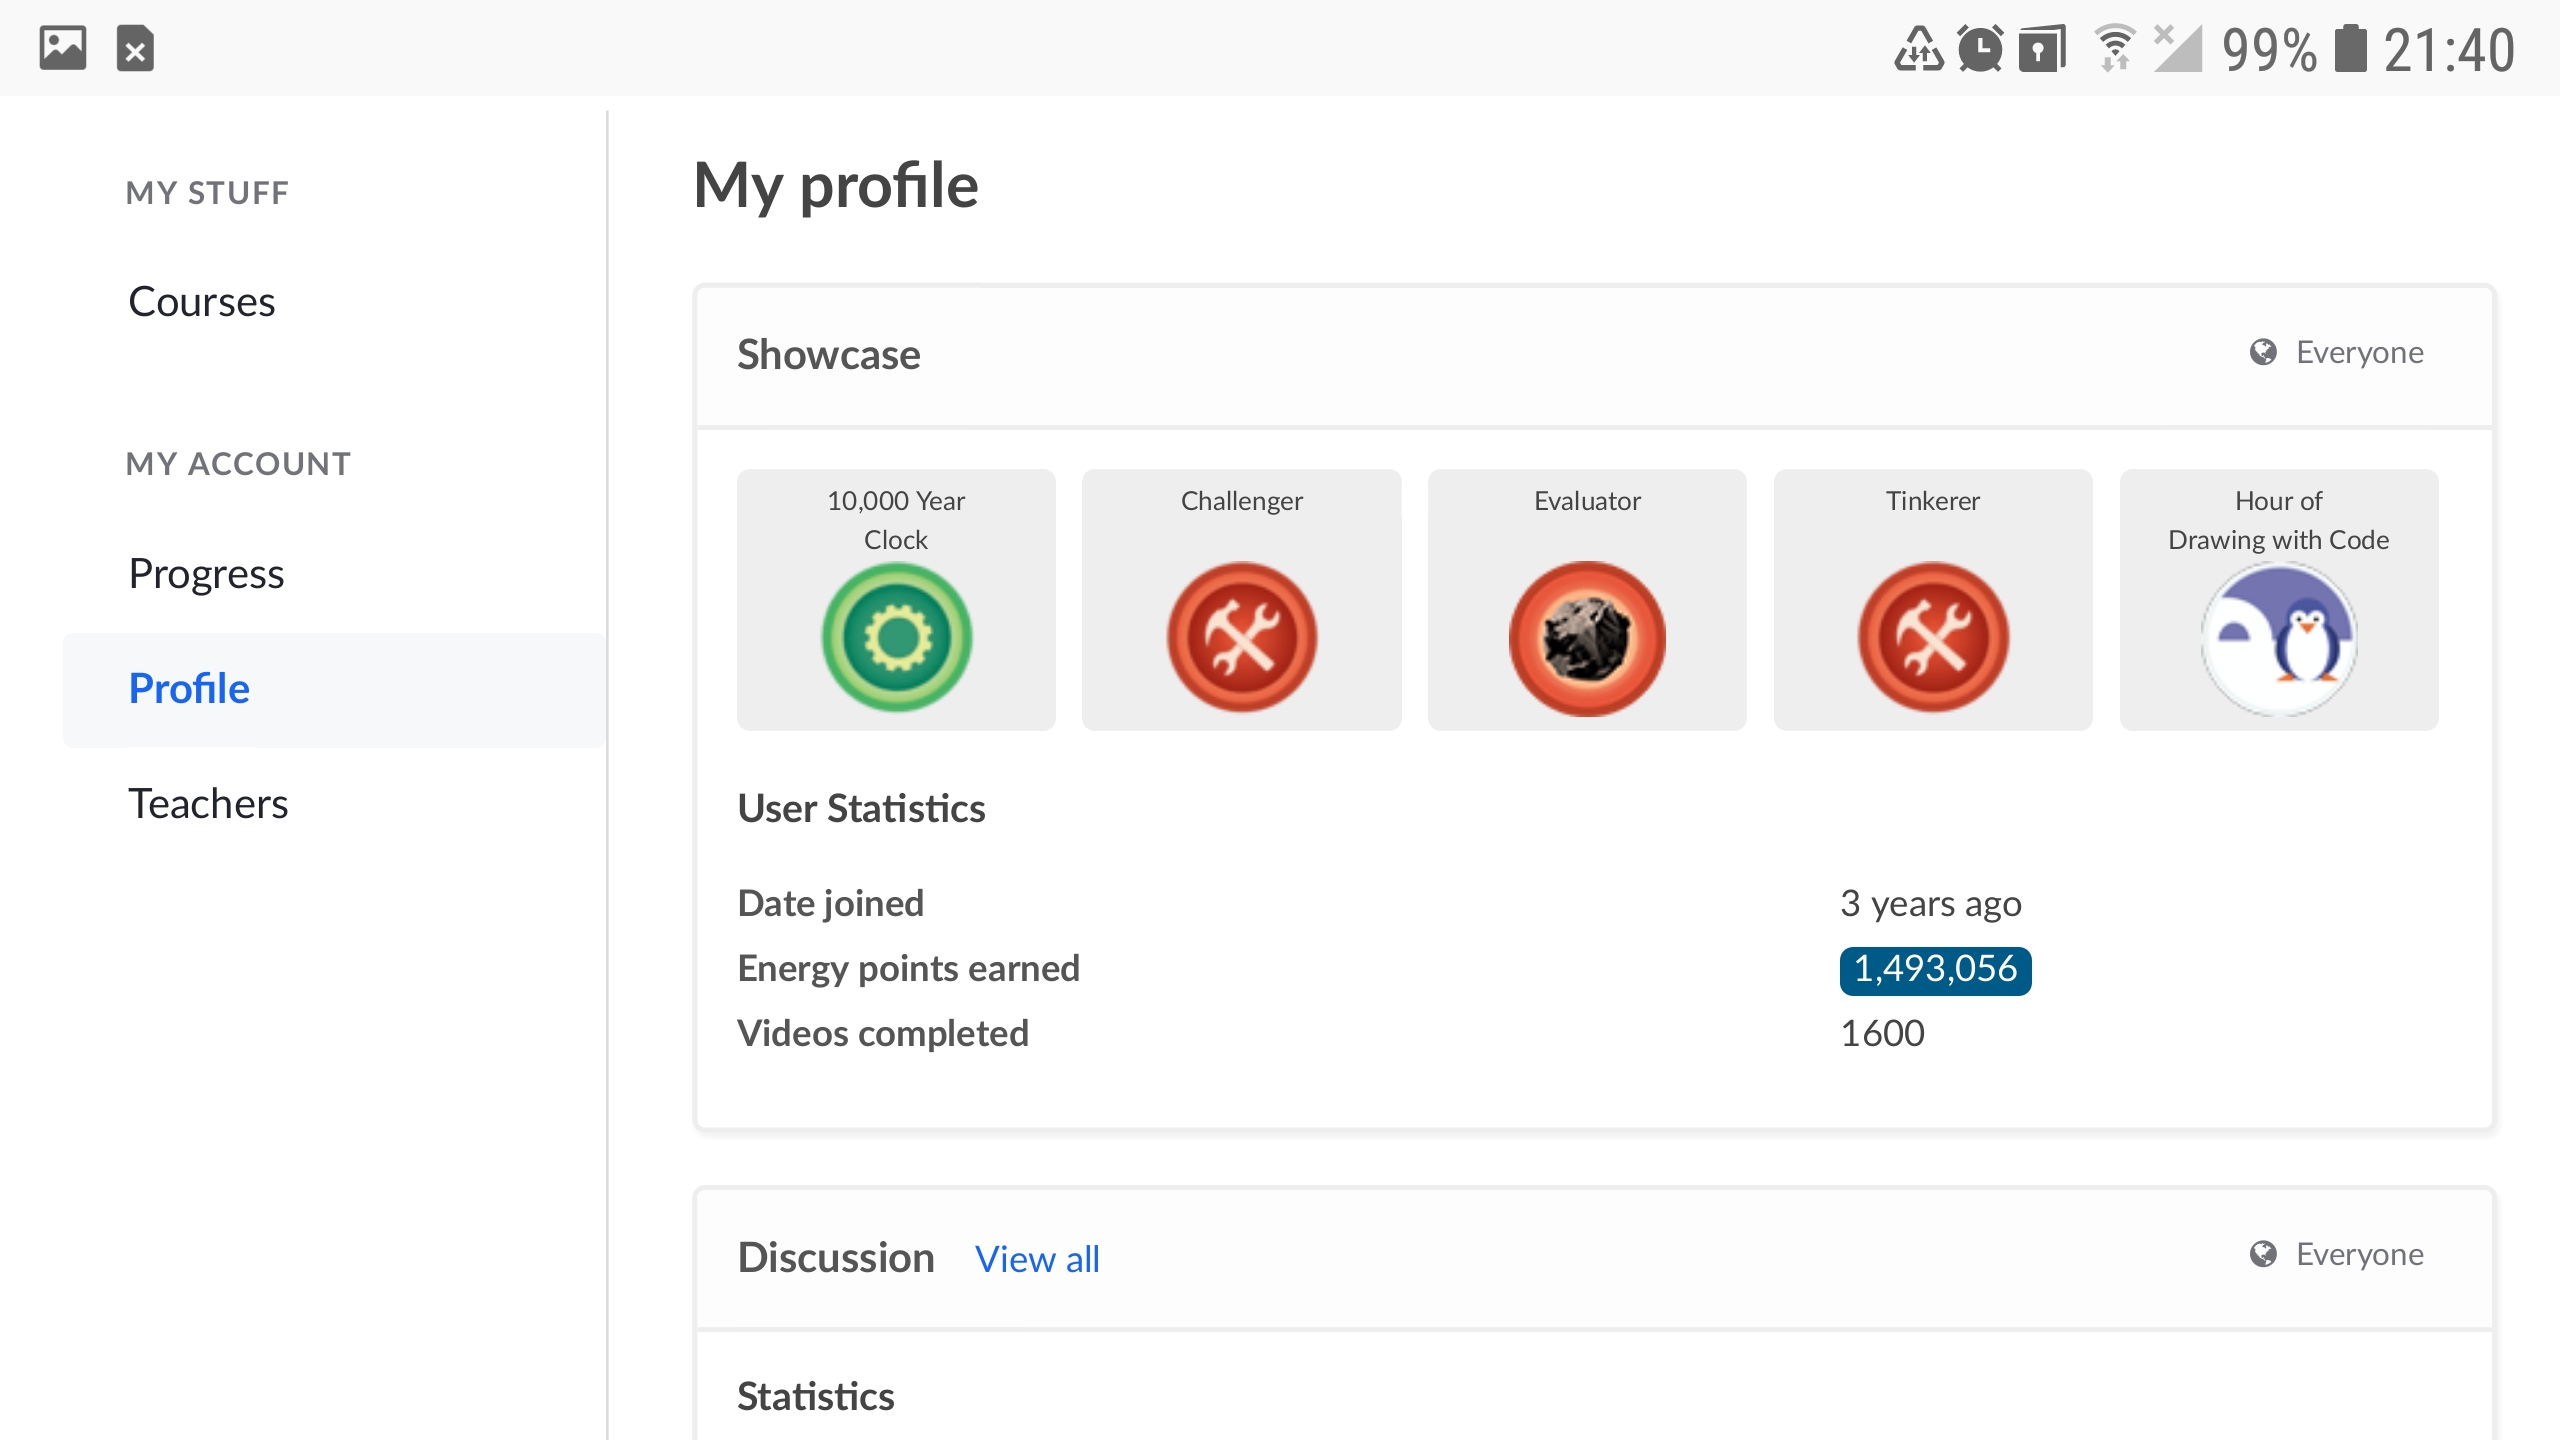 99% 21:40
MY STUFF
Courses
MY ACCOUNT
Progress
Profile
Teachers
My profile
Showcase
Everyone
10,000 Year
Clock
Challenger
Evaluator
Tinkerer
Hour of
Drawing with Code
User Statistics
Date joined
3 years ago
Energy points earned
1,493,056
Videos completed
1600
Discussion View all
Everyone
Statistics